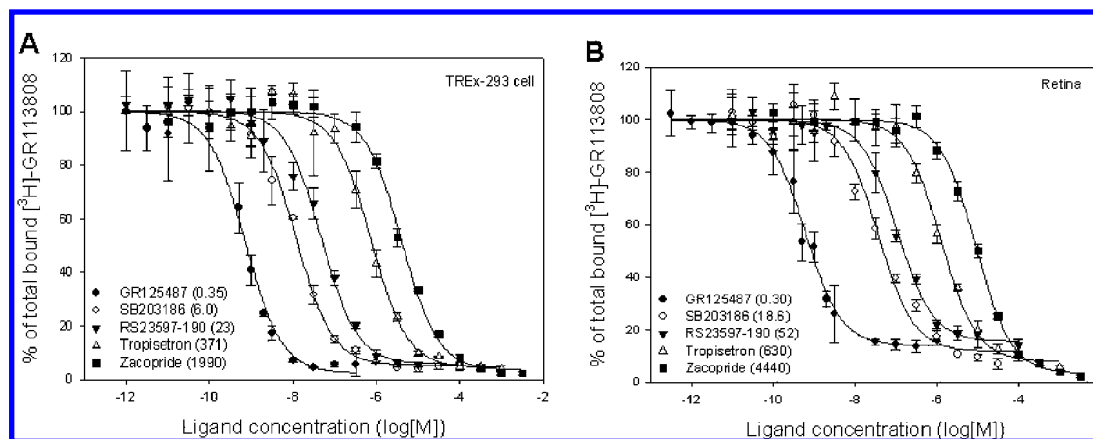 A
TREx-293 cell
% of total bound [³H]-GR113808
120
100
80
60
40
20
0
GR125487 (0.35)
SB203186 (6.0)
RS23597-190 (23)
Tropisetron (371)
Zacopride (1990)
-12
-10
-8
-6
-4
-2
Ligand concentration (log[M])
B
Retina
% of total bound [³H]-GR113808
120
100
80
60
40
20
0
GR125487 (0.30)
SB203186 (18.6)
RS23597-190 (52)
Tropisetron (630)
Zacopride (4440)
-12
-10
-8
-6
-4
-2
Ligand concentration (log[M])